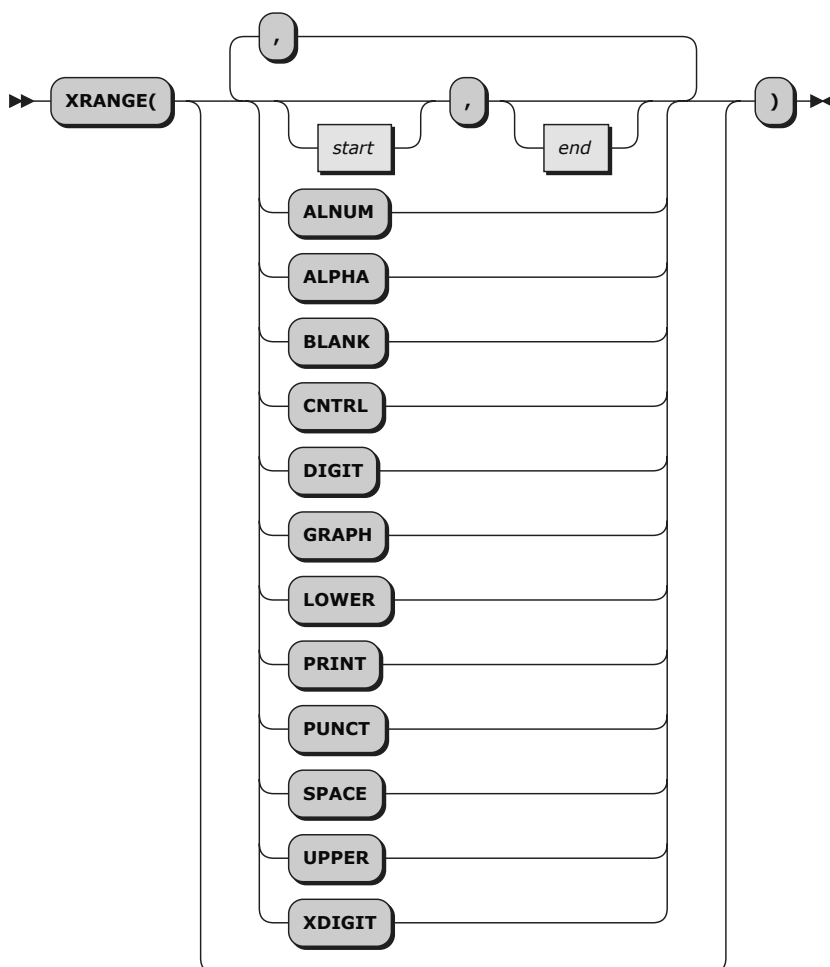 ,
XRANGE( , )
start end
ALNUM
ALPHA
BLANK
CNTRL
DIGIT
GRAPH
LOWER
PRINT
PUNCT
SPACE
UPPER
XDIGIT